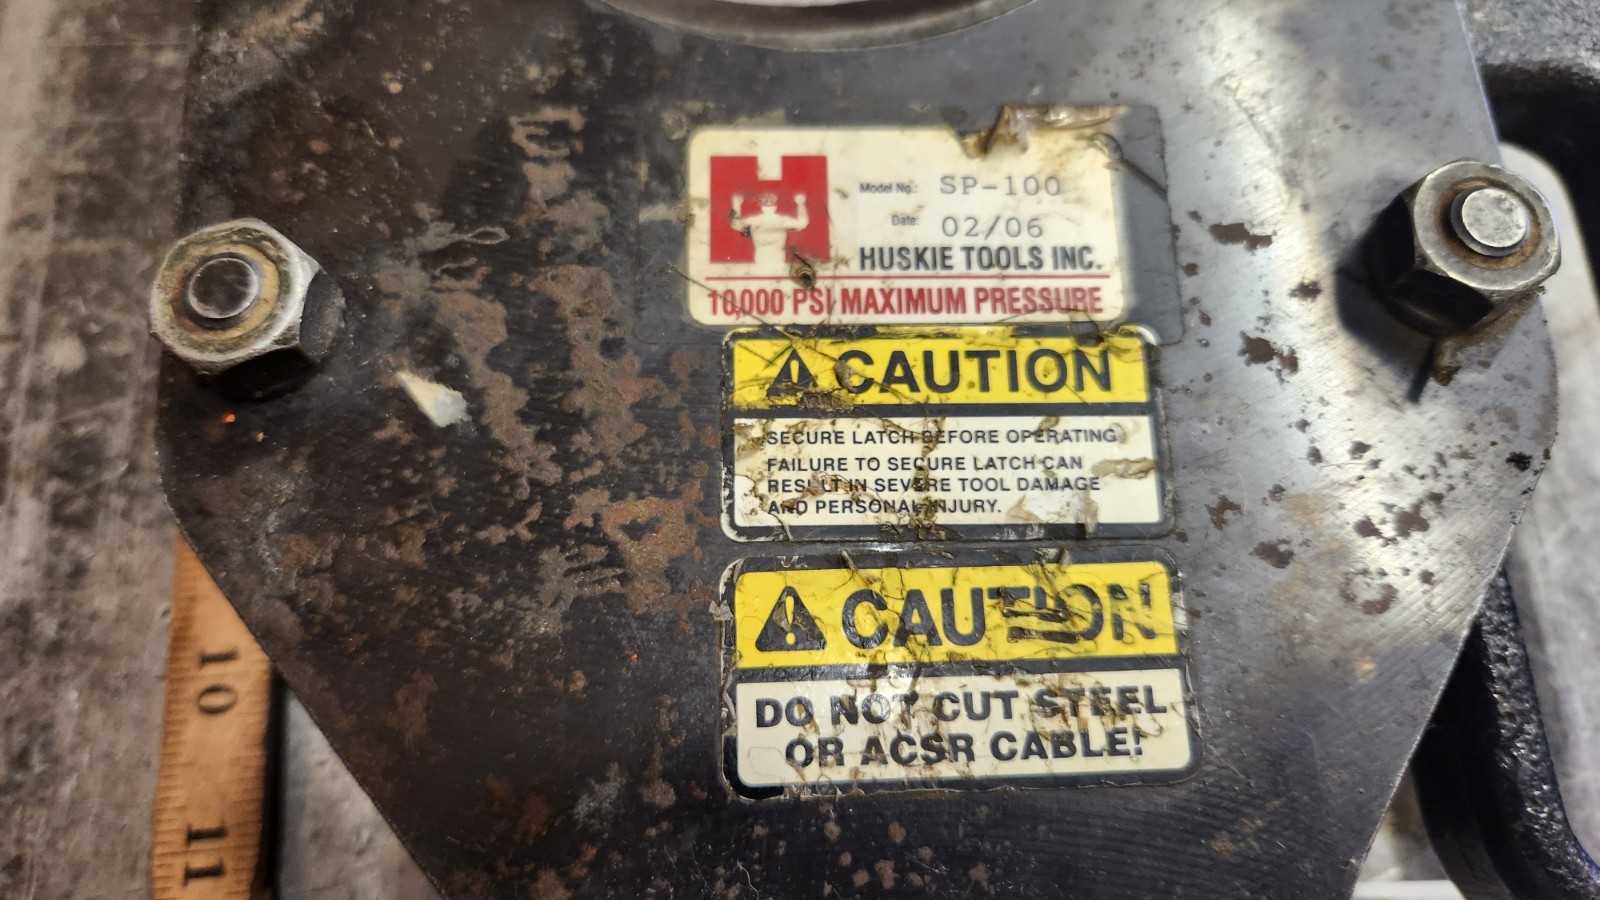 Model No.: SP-100
Date: 02/06
HUSKIE TOOLS INC.
10,000 PSI MAXIMUM PRESSURE
CAUTION
SECURE LATCH BEFORE OPERATING
FAILURE TO SECURE LATCH CAN
RESULT IN SEVERE TOOL DAMAGE
AND PERSONAL INJURY.
CAUTION
DO NOT CUT STEEL
OR ACSR CABLE!
10
11